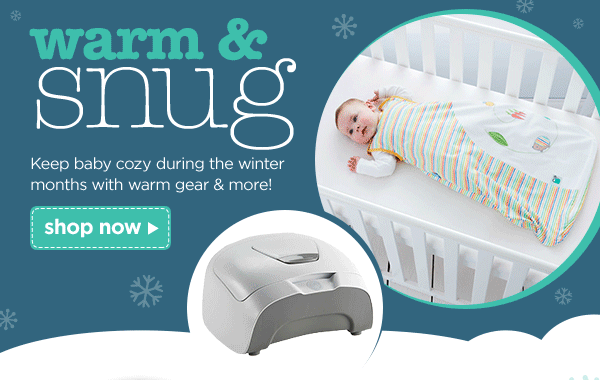 warm &
snug
Keep baby cozy during the winter
months with warm gear & more!
shop now